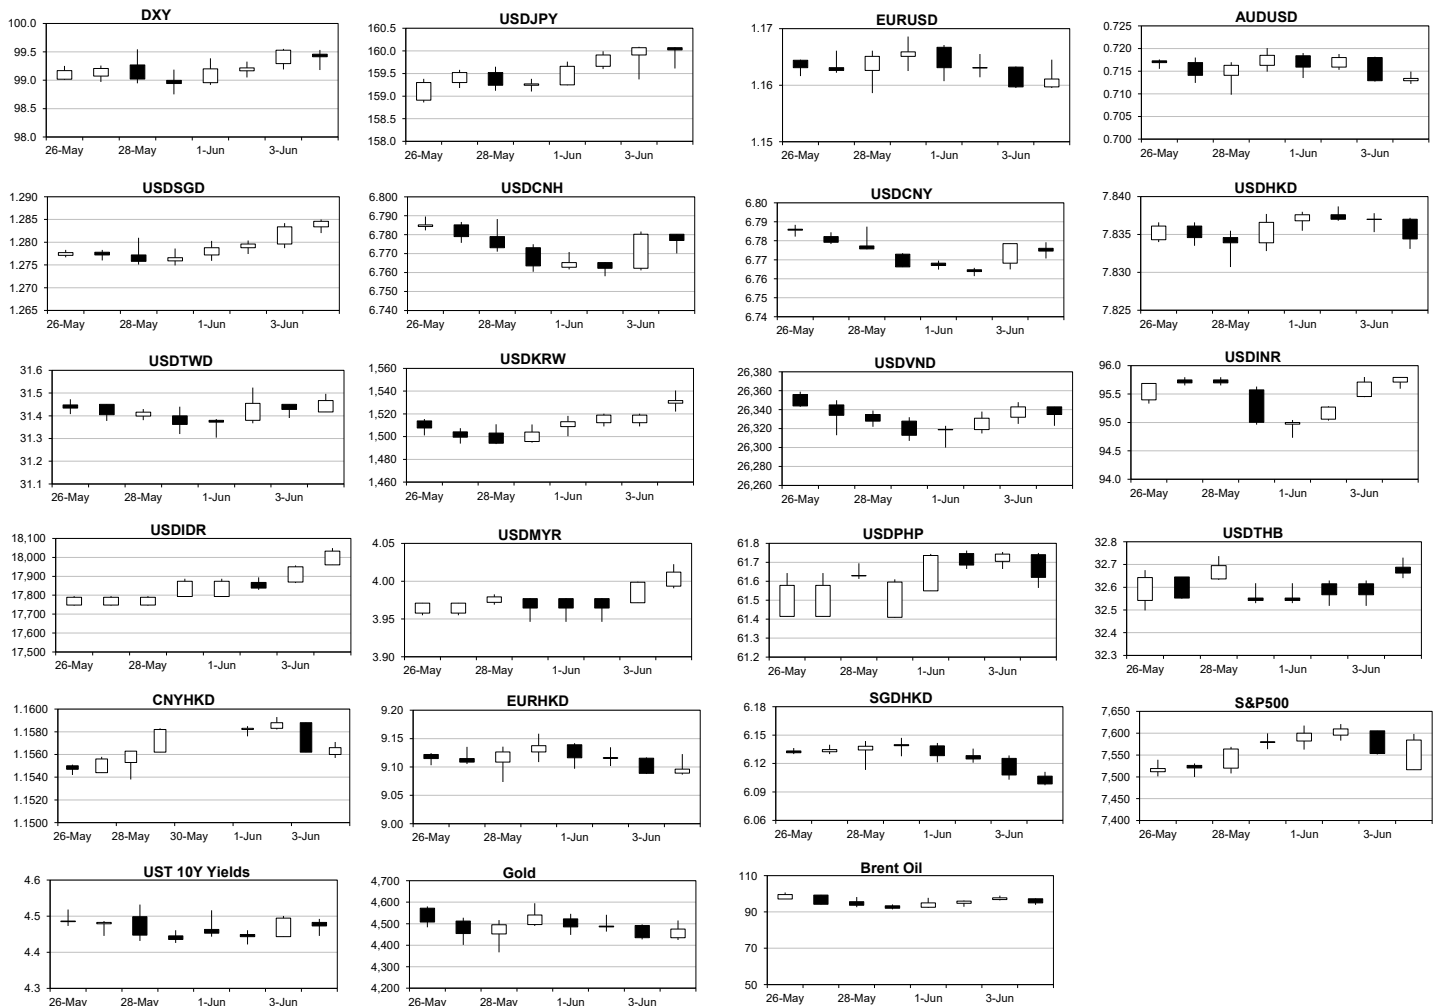 DXY
100.0
99.5
99.0
98.5
98.0
26-May 28-May 1-Jun 3-Jun
USDJPY
160.5
160.0
159.5
159.0
158.5
158.0
26-May 28-May 1-Jun 3-Jun
EURUSD
1.17
1.16
1.15
26-May 28-May 1-Jun 3-Jun
AUDUSD
0.725
0.720
0.715
0.710
0.705
0.700
26-May 28-May 1-Jun 3-Jun
USDSGD
1.290
1.285
1.280
1.275
1.270
1.265
26-May 28-May 1-Jun 3-Jun
USDCNH
6.800
6.790
6.780
6.770
6.760
6.750
6.740
26-May 28-May 1-Jun 3-Jun
USDCNY
6.80
6.79
6.78
6.77
6.76
6.75
6.74
26-May 28-May 1-Jun 3-Jun
USDHKD
7.840
7.835
7.830
7.825
26-May 28-May 1-Jun 3-Jun
USDTWD
31.6
31.5
31.4
31.3
31.2
31.1
26-May 28-May 1-Jun 3-Jun
USDKRW
1,560
1,540
1,520
1,500
1,480
1,460
26-May 28-May 1-Jun 3-Jun
USDVND
26,380
26,360
26,340
26,320
26,300
26,280
26,260
26-May 28-May 1-Jun 3-Jun
USDINR
96.0
95.5
95.0
94.5
94.0
26-May 28-May 1-Jun 3-Jun
USDIDR
18,100
18,000
17,900
17,800
17,700
17,600
17,500
26-May 28-May 1-Jun 3-Jun
USDMYR
4.05
4.00
3.95
3.90
26-May 28-May 1-Jun 3-Jun
USDPHP
61.8
61.7
61.6
61.5
61.4
61.3
61.2
26-May 28-May 1-Jun 3-Jun
USDTHB
32.8
32.7
32.6
32.5
32.4
32.3
26-May 28-May 1-Jun 3-Jun
CNYHKD
1.1600
1.1580
1.1560
1.1540
1.1520
1.1500
26-May 28-May 30-May 1-Jun 3-Jun
EURHKD
9.20
9.15
9.10
9.05
9.00
26-May 28-May 1-Jun 3-Jun
SGDHKD
6.18
6.15
6.12
6.09
6.06
26-May 28-May 1-Jun 3-Jun
S&P500
7,650
7,600
7,550
7,500
7,450
7,400
26-May 28-May 1-Jun 3-Jun
UST 10Y Yields
4.6
4.5
4.4
4.3
26-May 28-May 1-Jun 3-Jun
Gold
4,700
4,600
4,500
4,400
4,300
4,200
26-May 28-May 1-Jun 3-Jun
Brent Oil
110
90
70
50
26-May 28-May 1-Jun 3-Jun